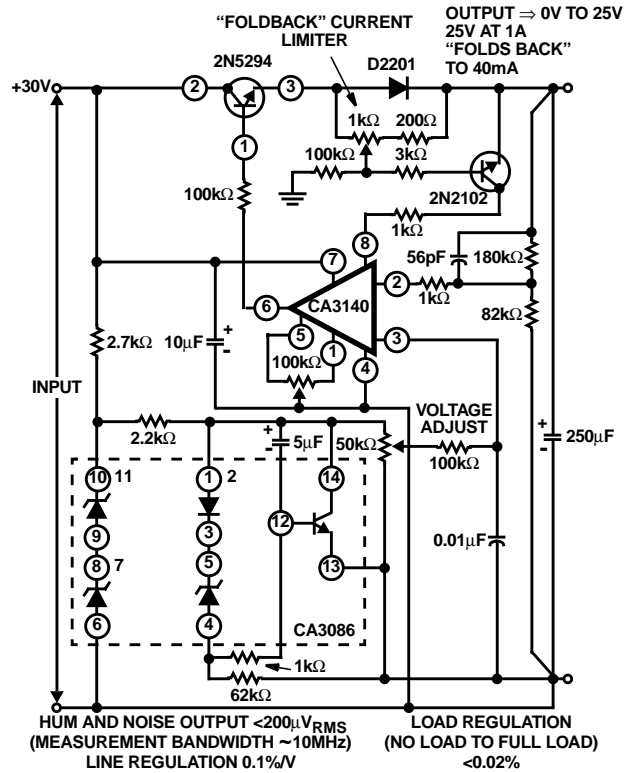 "FOLDBACK" CURRENT
LIMITER
OUTPUT ⇒ 0V TO 25V
25V AT 1A
"FOLDS BACK"
TO 40mA
2N5294
D2201
+30V
2
3
1kΩ
200Ω
1
100kΩ
3kΩ
100kΩ
2N2102
1kΩ
8
7
56pF
180kΩ
2
6
CA3140
1kΩ
82kΩ
2.7kΩ
10μF
+
-
5
3
1
100kΩ
4
INPUT
VOLTAGE
ADJUST
2.2kΩ
+
-
5μF
50kΩ
100kΩ
+
-
250μF
10
11
1
2
14
9
3
12
0.01μF
8
7
5
13
6
4
CA3086
1kΩ
62kΩ
HUM AND NOISE OUTPUT <200μVRMS
(MEASUREMENT BANDWIDTH ~10MHz)
LINE REGULATION 0.1%/V
LOAD REGULATION
(NO LOAD TO FULL LOAD)
<0.02%